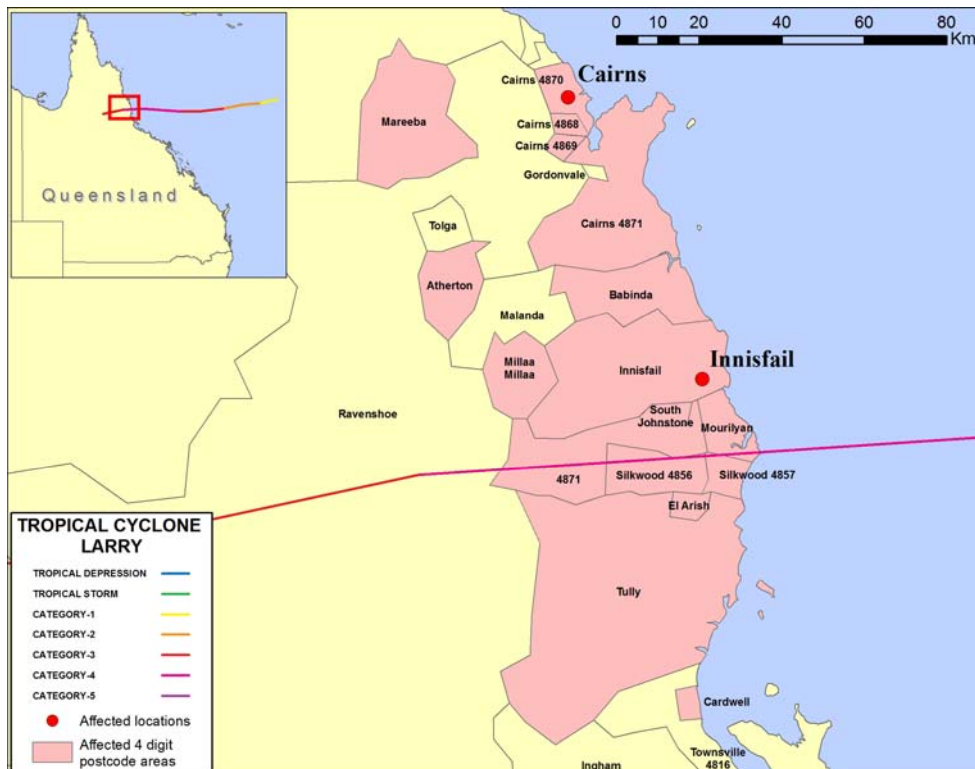 0 10 20 40 60 80
Km
Queensland
Cairns 4870
Cairns
Mareeba
Cairns 4868
Cairns 4869
Gordonvale
Tolga
Cairns 4871
Atherton
Babinda
Malanda
Innisfail
Millaa
Millaa
Innisfail
Ravenshoe
South
Johnstone
Mourilyan
4871
Silkwood 4856
Silkwood 4857
El Arish
Tully
Cardwell
Townsville
4816
Ingham
TROPICAL CYCLONE
LARRY
TROPICAL DEPRESSION
TROPICAL STORM
CATEGORY-1
CATEGORY-2
CATEGORY-3
CATEGORY-4
CATEGORY-5
Affected locations
Affected 4 digit
postcode areas